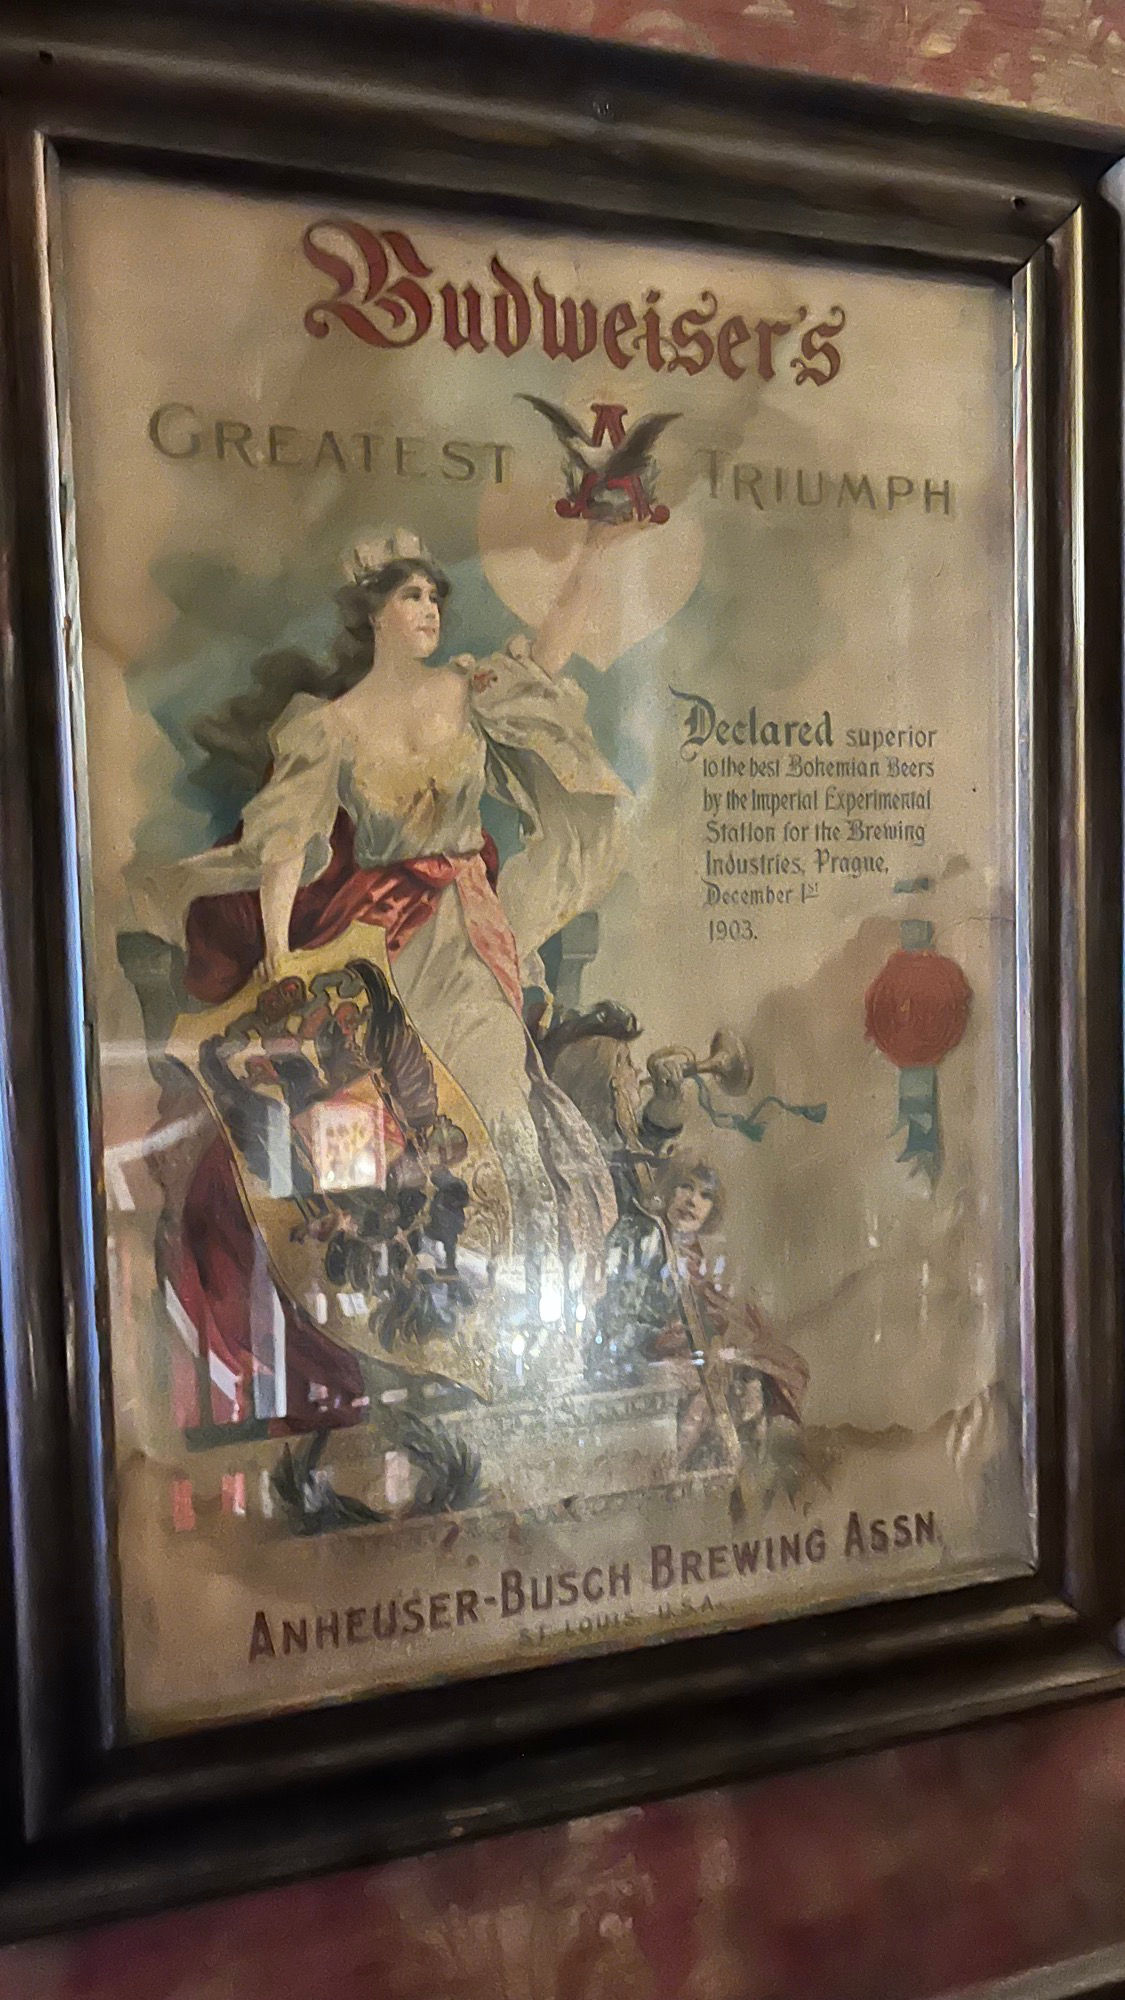 Budweiser's
GREATEST A TRIUMPH
Declared superior
to the best Bohemian Beers
by the Imperial Experimental
Station for the Brewing
Industries, Prague,
December 1st
1903.
ANHEUSER-BUSCH BREWING ASSN.
ST. LOUIS, U.S.A.